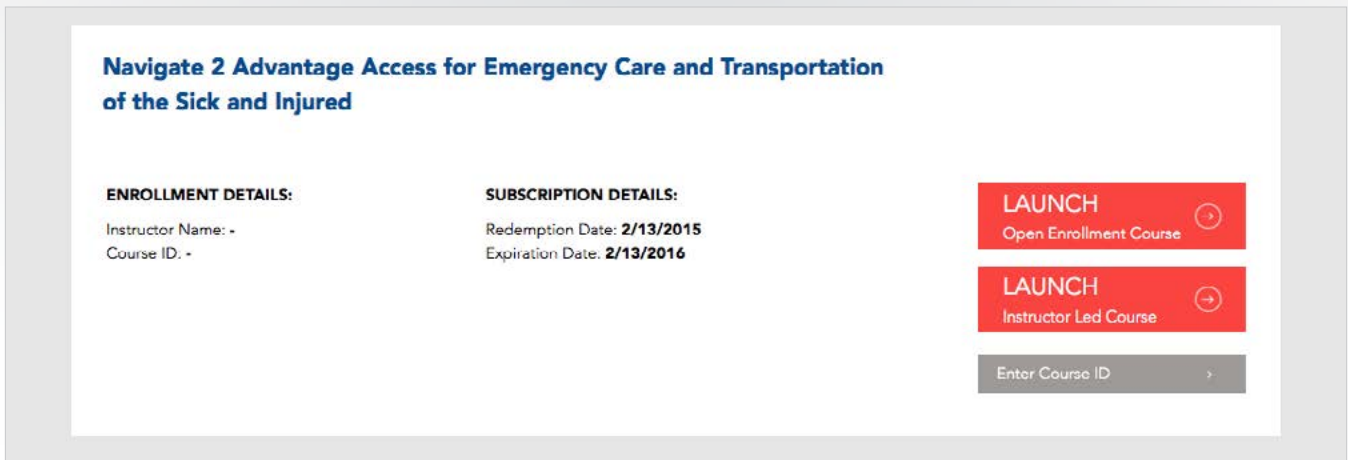 Navigate 2 Advantage Access for Emergency Care and Transportation
of the Sick and Injured
ENROLLMENT DETAILS:
Instructor Name: -
Course ID: -
SUBSCRIPTION DETAILS:
Redemption Date: 2/13/2015
Expiration Date: 2/13/2016
LAUNCH
Open Enrollment Course
LAUNCH
Instructor Led Course
Enter Course ID